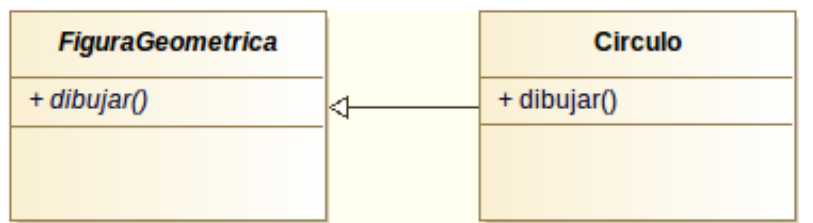 FiguraGeometrica
+ dibujar()
Circulo
+ dibujar()